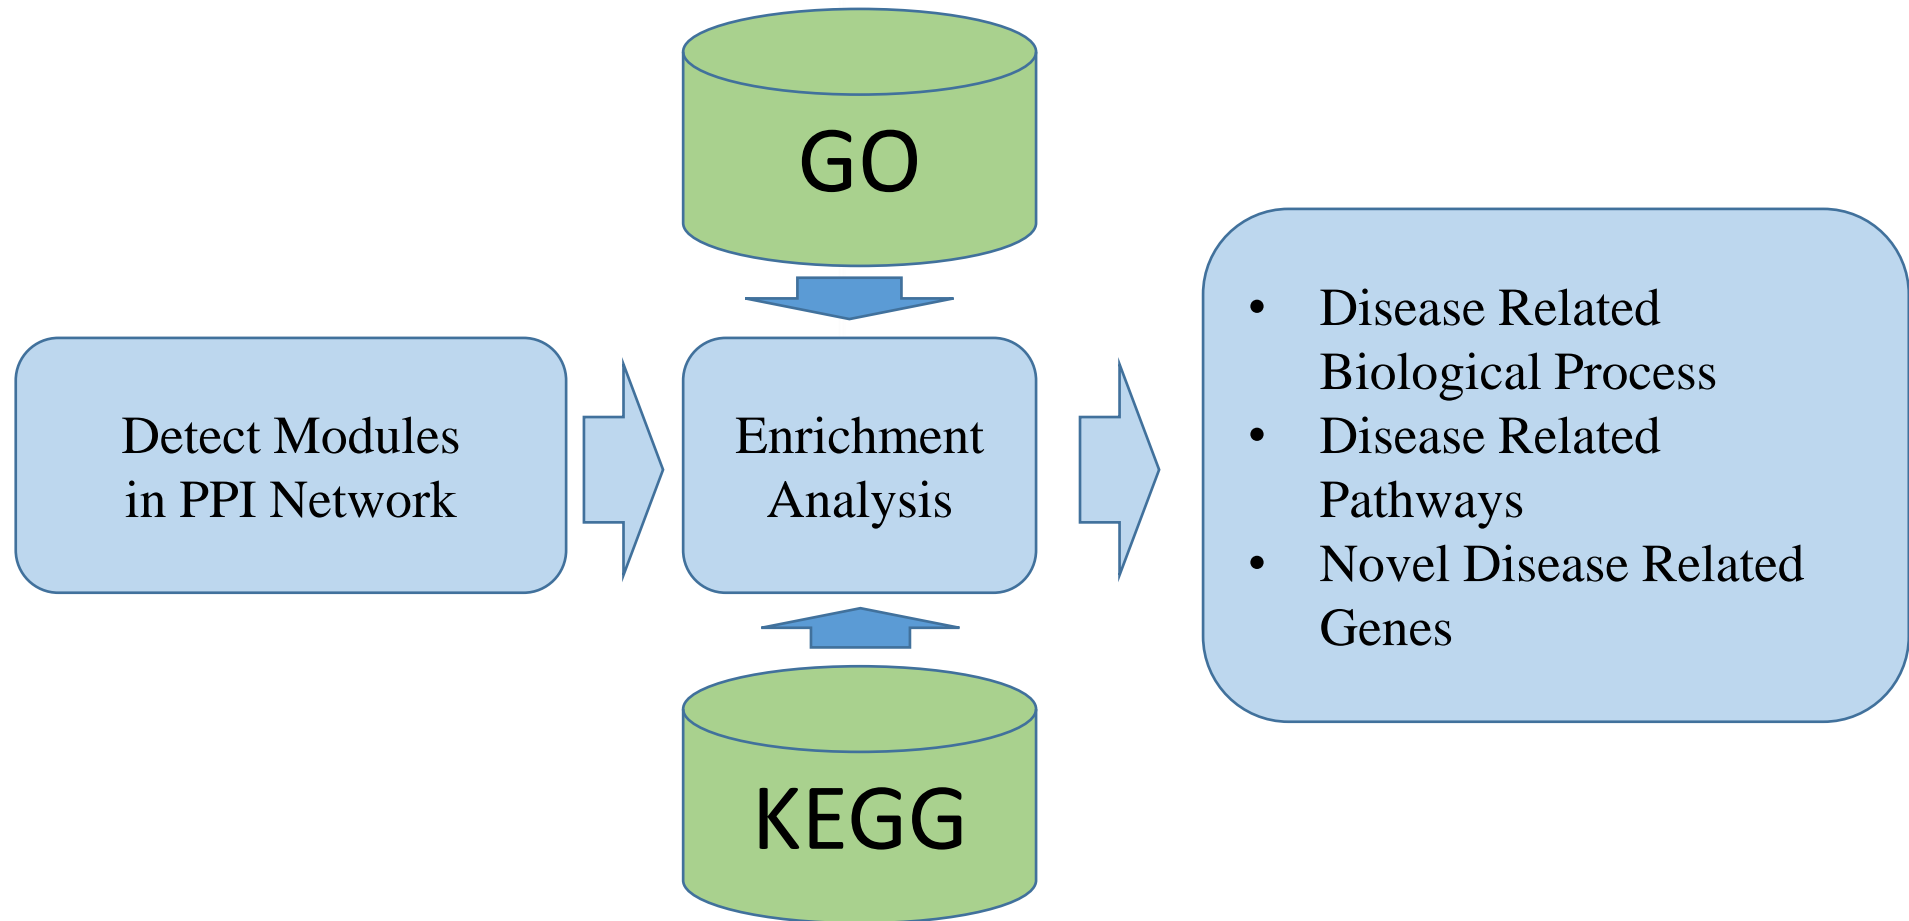 GO
Detect Modules
in PPI Network
Enrichment
Analysis
• Disease Related
Biological Process
• Disease Related
Pathways
• Novel Disease Related
Genes
KEGG